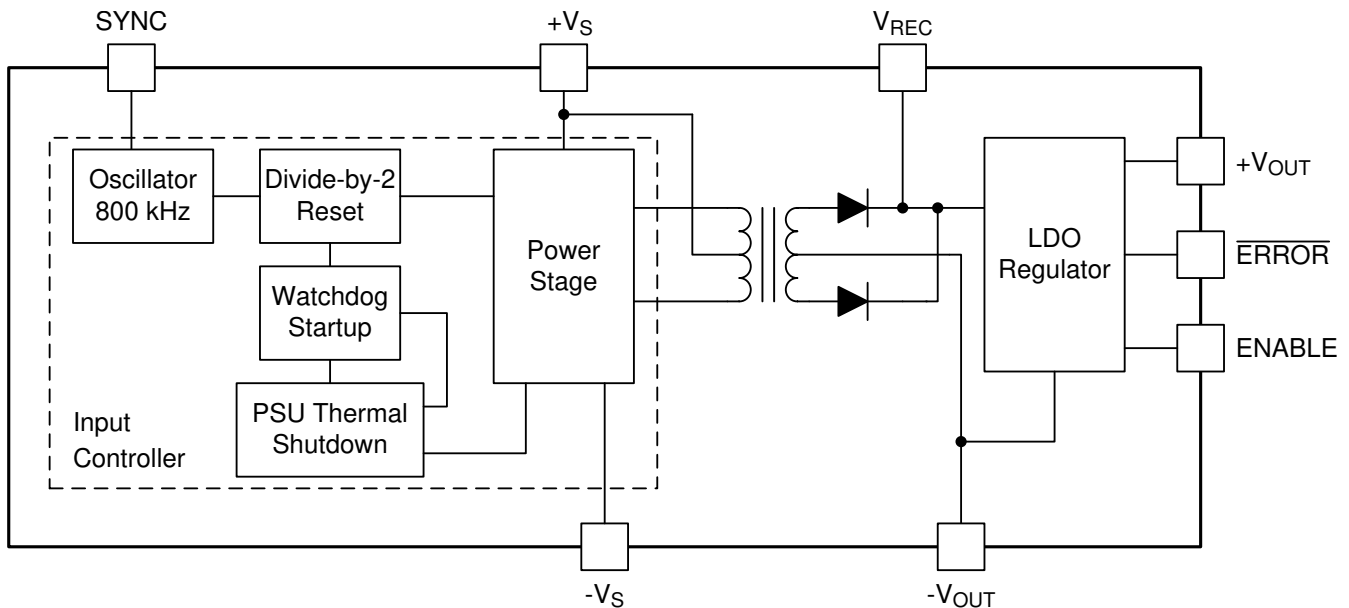 SYNC
+VS
VREC
Oscillator
800 kHz
Divide-by-2
Reset
Power
Stage
LDO
Regulator
+VOUT
ERROR
ENABLE
Watchdog
Startup
PSU Thermal
Shutdown
Input
Controller
-VS
-VOUT